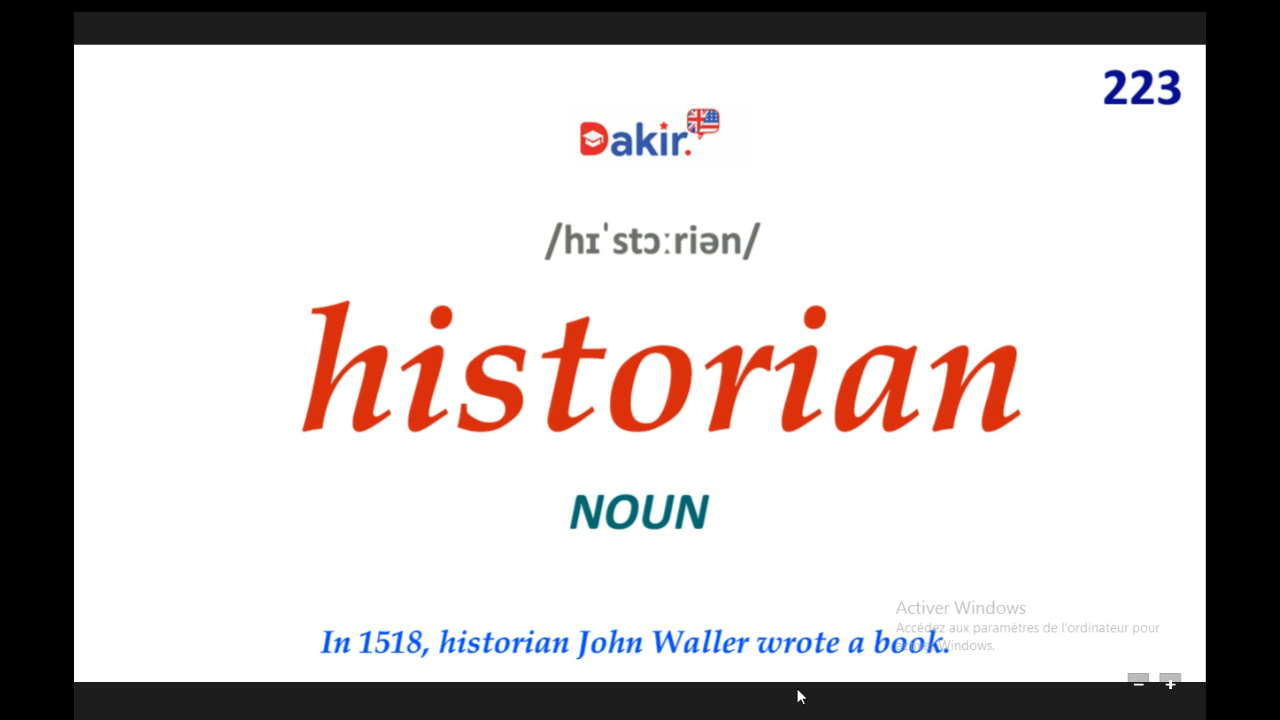 223
Dakir.
/hɪˈstɔːriən/
historian
NOUN
Activer Windows
Accédez aux paramètres de l'ordinateur pour
Windows.
In 1518, historian John Waller wrote a book.